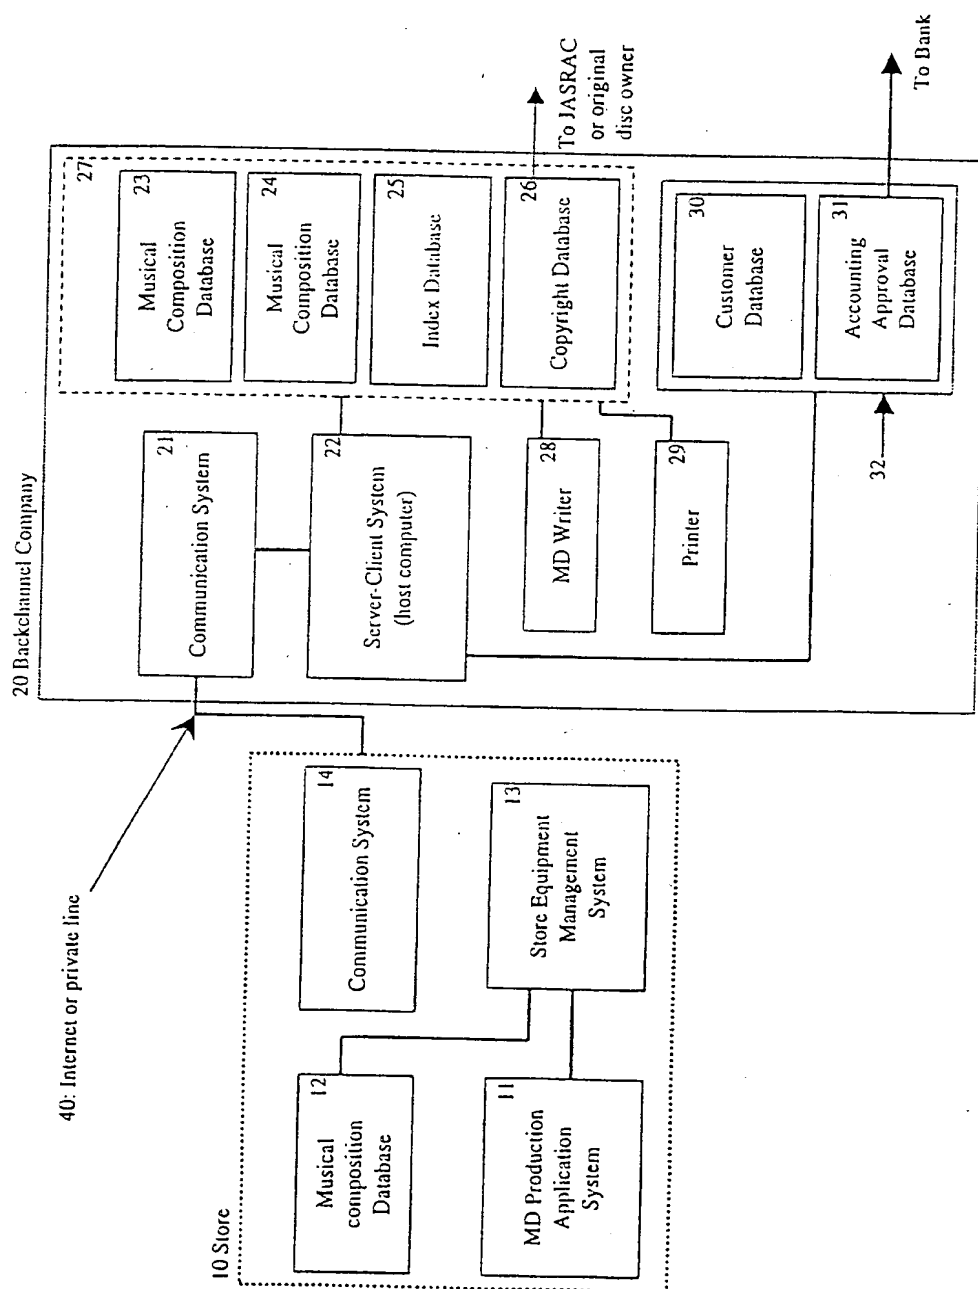 20 Backchannel Company
27
Musical
Composition
Database
23
Musical
Composition
Database
24
Index Database
25
Copyright Database
26
To JASRAC
or original
disc owner
Communication System
21
Server-Client System
(host computer)
22
MD Writer
28
Printer
29
Customer
Database
30
Accounting
Approval
Database
31
To Bank
32
40: Internet or private line
10 Store
Communication System
14
Store Equipment
Management
System
13
Musical
composition
Database
12
MD Production
Application
System
11